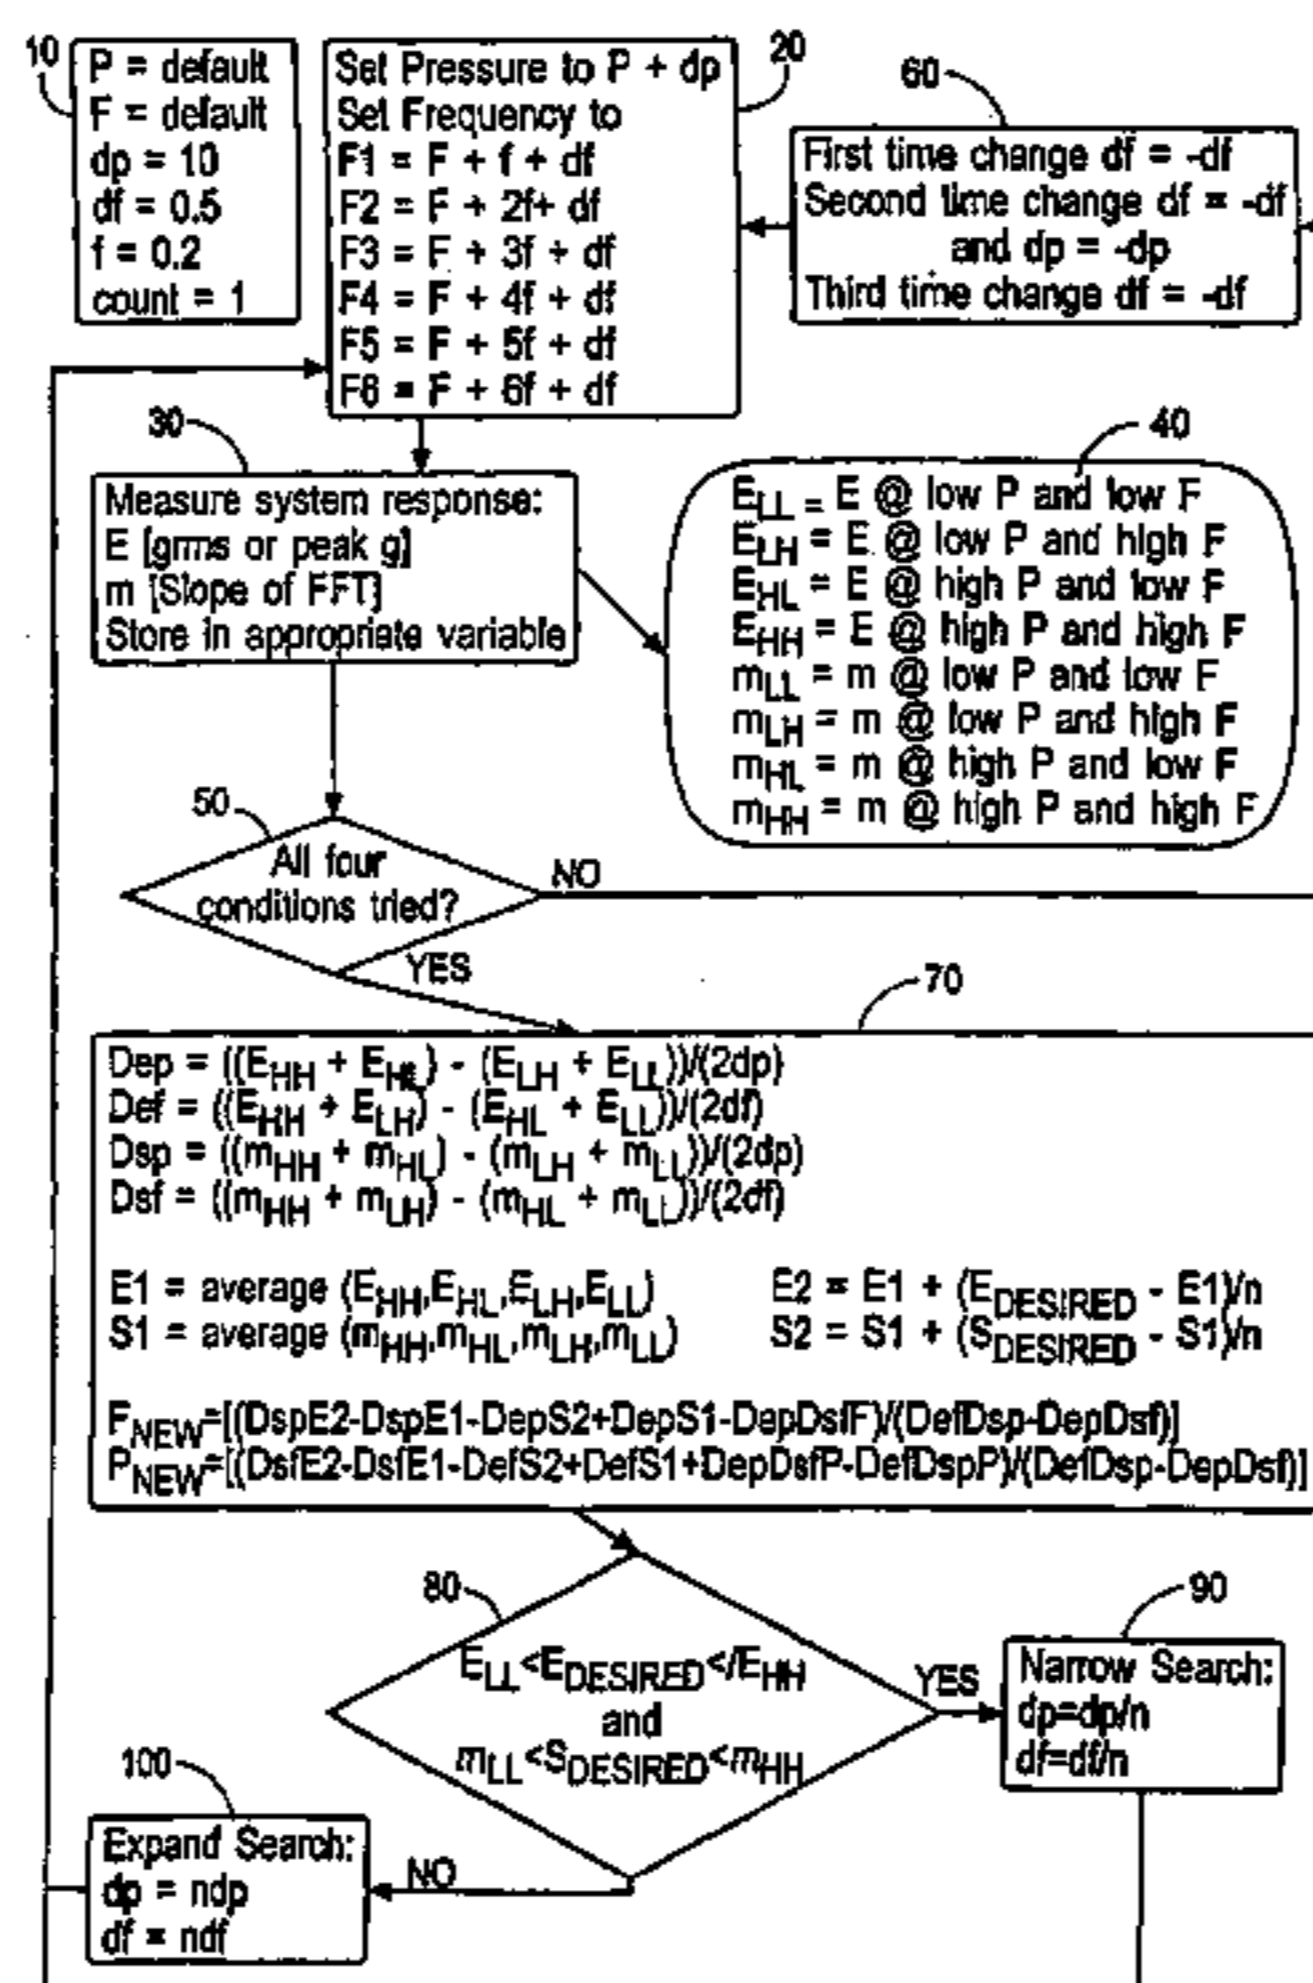 10
P = default
F = default
dp = 10
df = 0.5
f = 0.2
count = 1
20
Set Pressure to P + dp
Set Frequency to
F1 = F + f + df
F2 = F + 2f+ df
F3 = F + 3f + df
F4 = F + 4f + df
F5 = F + 5f + df
F6 = F + 6f + df
60
First time change df = -df
Second time change df = -df
and dp = -dp
Third time change df = -df
30
Measure system response:
E [grms or peak g]
m [Slope of FFT]
Store in appropriate variable
40
E_LL = E @ low P and low F
E_LH = E @ low P and high F
E_HL = E @ high P and low F
E_HH = E @ high P and high F
m_LL = m @ low P and low F
m_LH = m @ low P and high F
m_HL = m @ high P and low F
m_HH = m @ high P and high F
50
All four
conditions tried?
NO
YES
70
Dep = ((E_HH + E_HL) - (E_LH + E_LL))/(2dp)
Def = ((E_HH + E_LH) - (E_HL + E_LL))/(2df)
Dsp = ((m_HH + m_HL) - (m_LH + m_LL))/(2dp)
Dsf = ((m_HH + m_LH) - (m_HL + m_LL))/(2df)
E1 = average (E_HH,E_HL,E_LH,E_LL) E2 = E1 + (E_DESIRED - E1)/n
S1 = average (m_HH,m_HL,m_LH,m_LL) S2 = S1 + (S_DESIRED - S1)/n
F_NEW=[((DspE2-DspE1-DepS2+DepS1-DepDsfF)/(DefDsp-DepDsf)]
P_NEW=[((DsfE2-DsfE1-DefS2+DefS1+DepDsfP-DefDspP)/(DefDsp-DepDsf)]
80
E_LL<E_DESIRED</E_HH
and
m_LL<S_DESIRED<m_HH
YES
90
Narrow Search:
dp=dp/n
df=df/n
100
Expand Search:
dp = ndp
df = ndf
NO